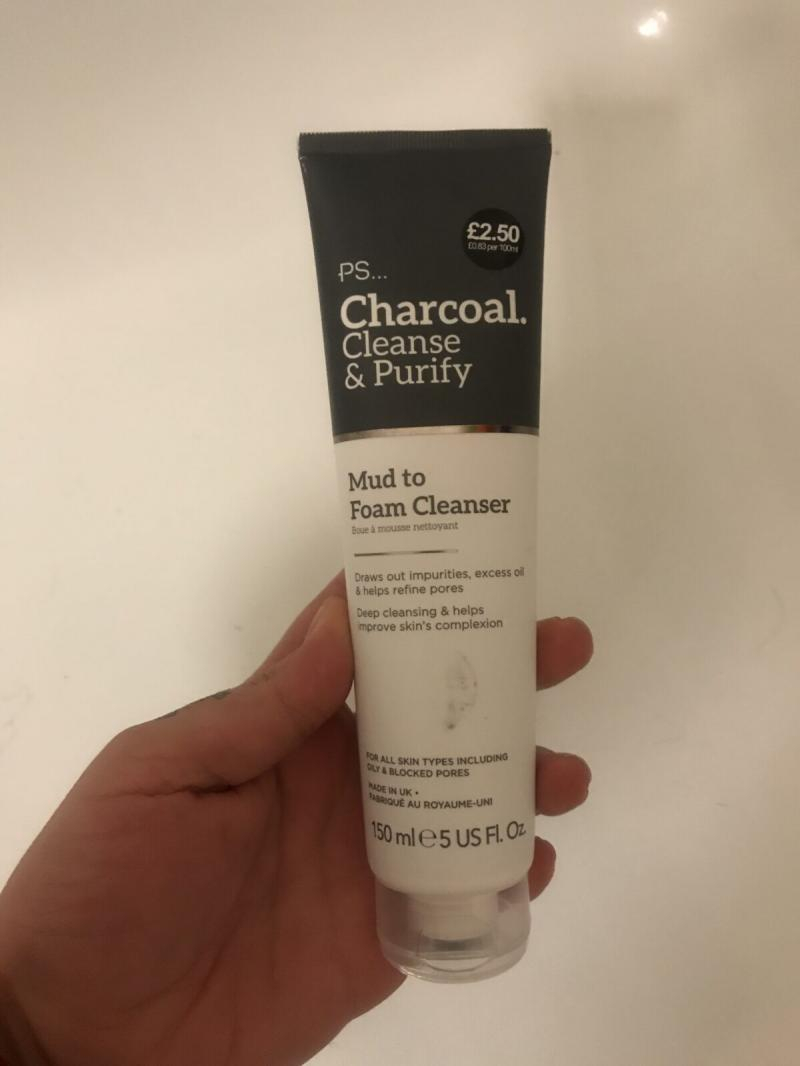 £2.50
£0.83 per 100ml
PS...
Charcoal.
Cleanse
& Purify
Mud to
Foam Cleanser
Boue à mousse nettoyant
Draws out impurities, excess oil
& helps refine pores
Deep cleansing & helps
improve skin's complexion
FOR ALL SKIN TYPES INCLUDING
OILY & BLOCKED PORES
MADE IN UK •
FABRIQUÉ AU ROYAUME-UNI
150 ml e 5 US Fl. Oz.